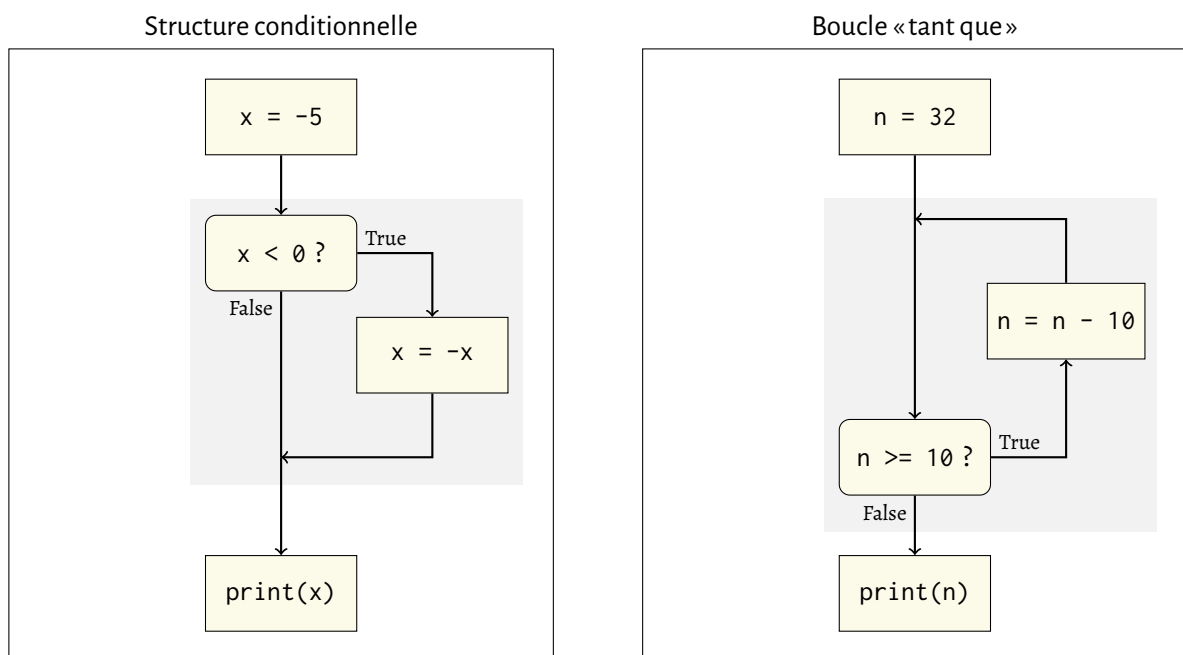 Structure conditionnelle
x = -5
x < 0 ?
True
False
x = -x
print(x)
Boucle « tant que »
n = 32
n = n - 10
n >= 10 ?
True
False
print(n)